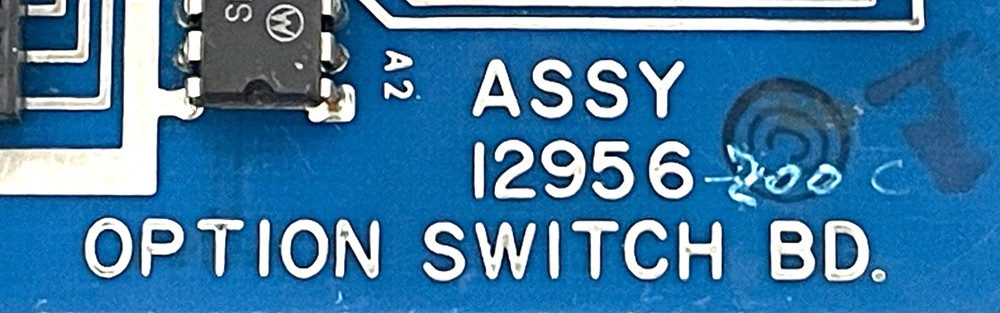 S
A2
ASSY
12956-200 C
OPTION SWITCH BD.